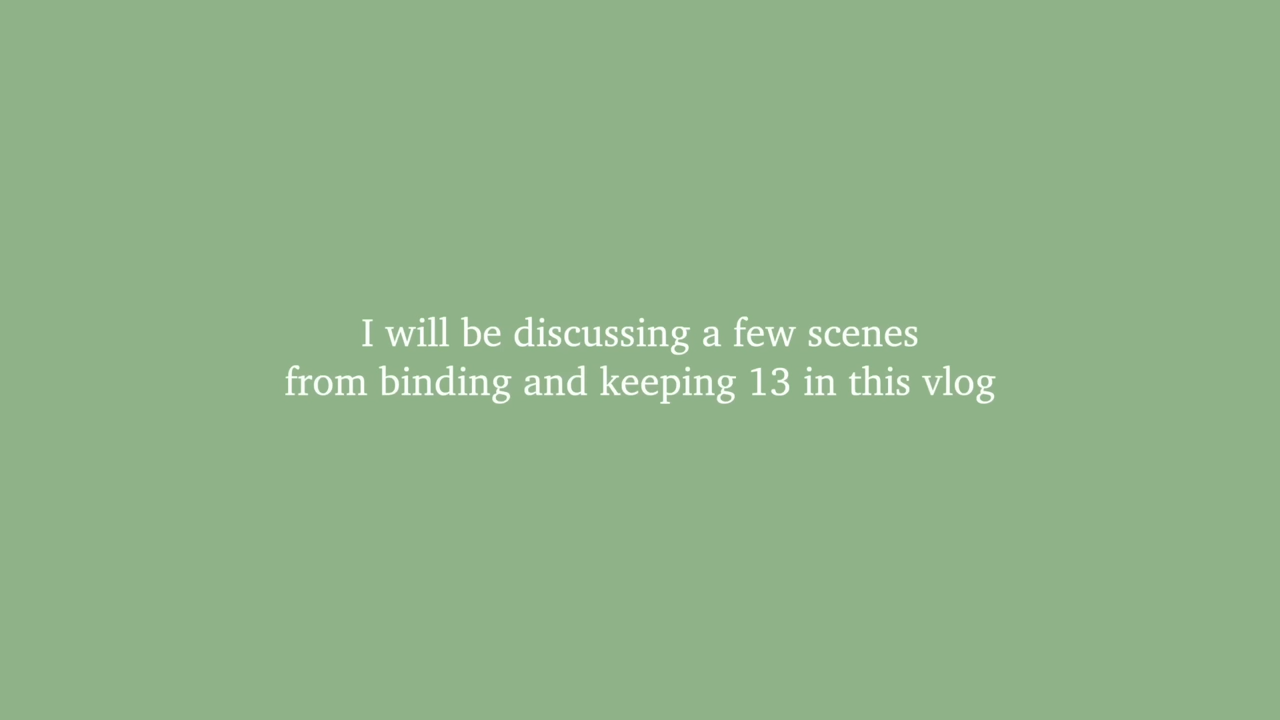 I will be discussing a few scenes
from binding and keeping 13 in this vlog